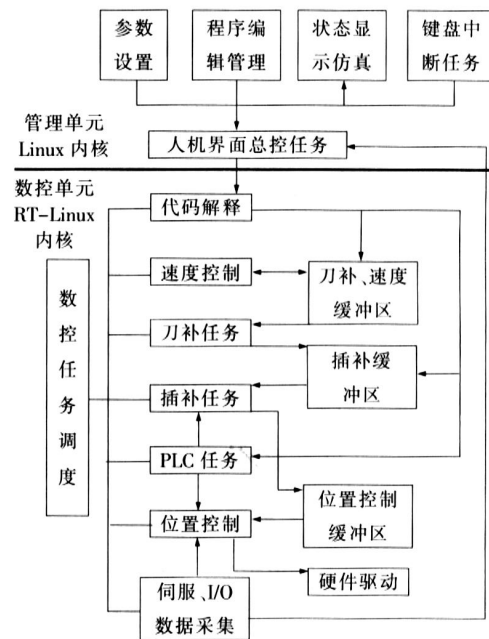 参数
设置
程序编
辑管理
状态显
示仿真
键盘中
断任务
管理单元
Linux 内核
人机界面总控任务
数控单元
RT-Linux
内核
代码解释
速度控制
刀补、速度
缓冲区
数控任务调度
刀补任务
插补缓
冲区
插补任务
PLC 任务
位置控制
缓冲区
位置控制
硬件驱动
伺服、I/O
数据采集